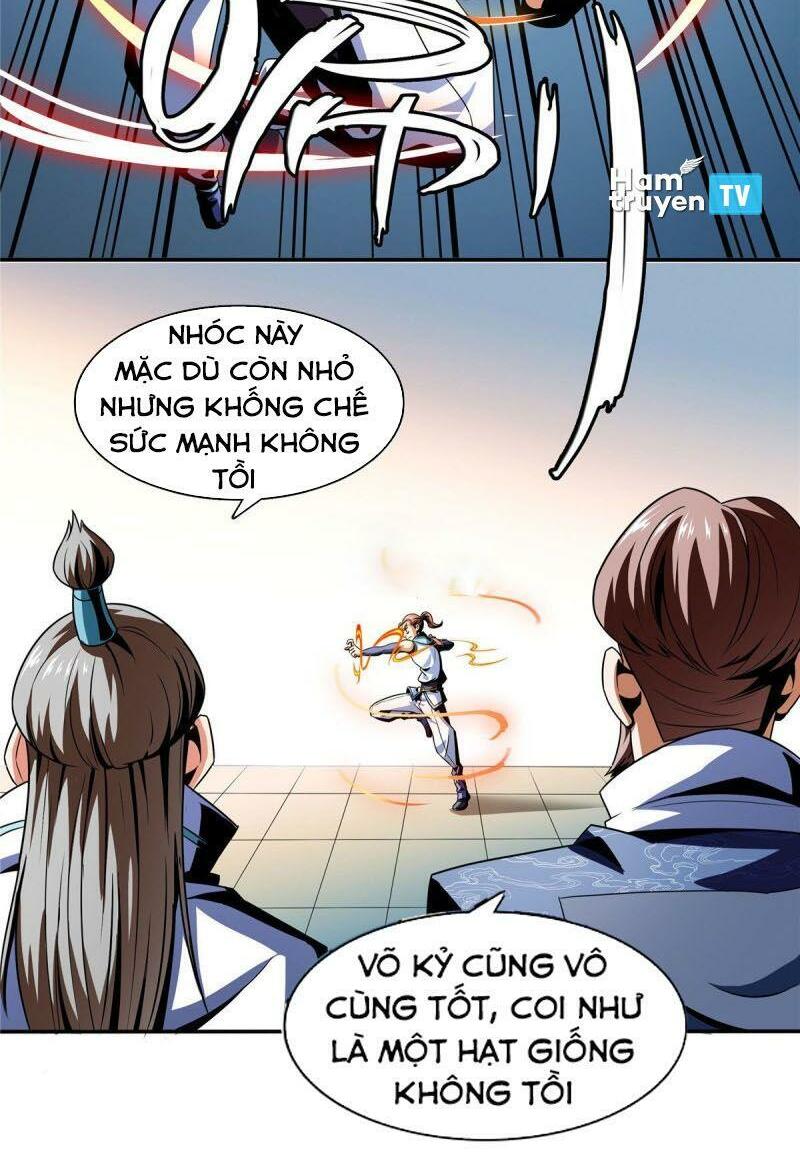 Ham
truyen TV
NHÓC NÀY
MẶC DÙ CÒN NHỎ
NHƯNG KHỐNG CHẾ
SỨC MẠNH KHÔNG
TỒI
VÕ KỶ CŨNG VÔ
CÙNG TỐT, COI NHƯ
LÀ MỘT HẠT GIỐNG
KHÔNG TỒI